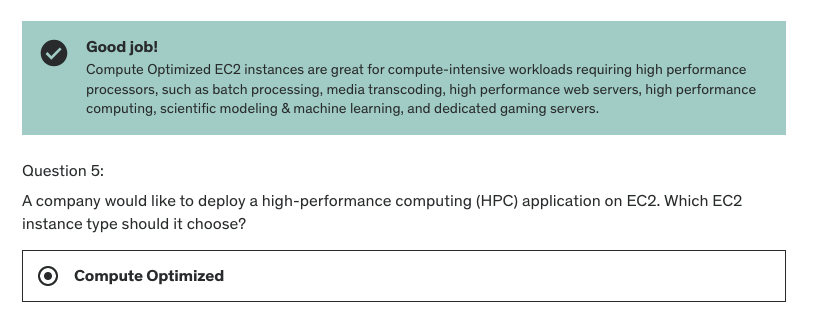 Good job!
Compute Optimized EC2 instances are great for compute-intensive workloads requiring high performance
processors, such as batch processing, media transcoding, high performance web servers, high performance
computing, scientific modeling & machine learning, and dedicated gaming servers.
Question 5:
A company would like to deploy a high-performance computing (HPC) application on EC2. Which EC2
instance type should it choose?
Compute Optimized